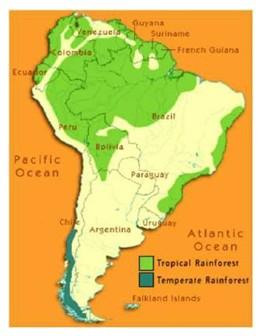 Guyana
Venezuela
Suriname
Colombia
French Guiana
Ecuador
Peru
Brazil
Bolivia
Pacific
Ocean
Paraguay
Chile
Argentina
Uruguay
Atlantic
Ocean
Tropical Rainforest
Temperate Rainforest
Falkland Islands